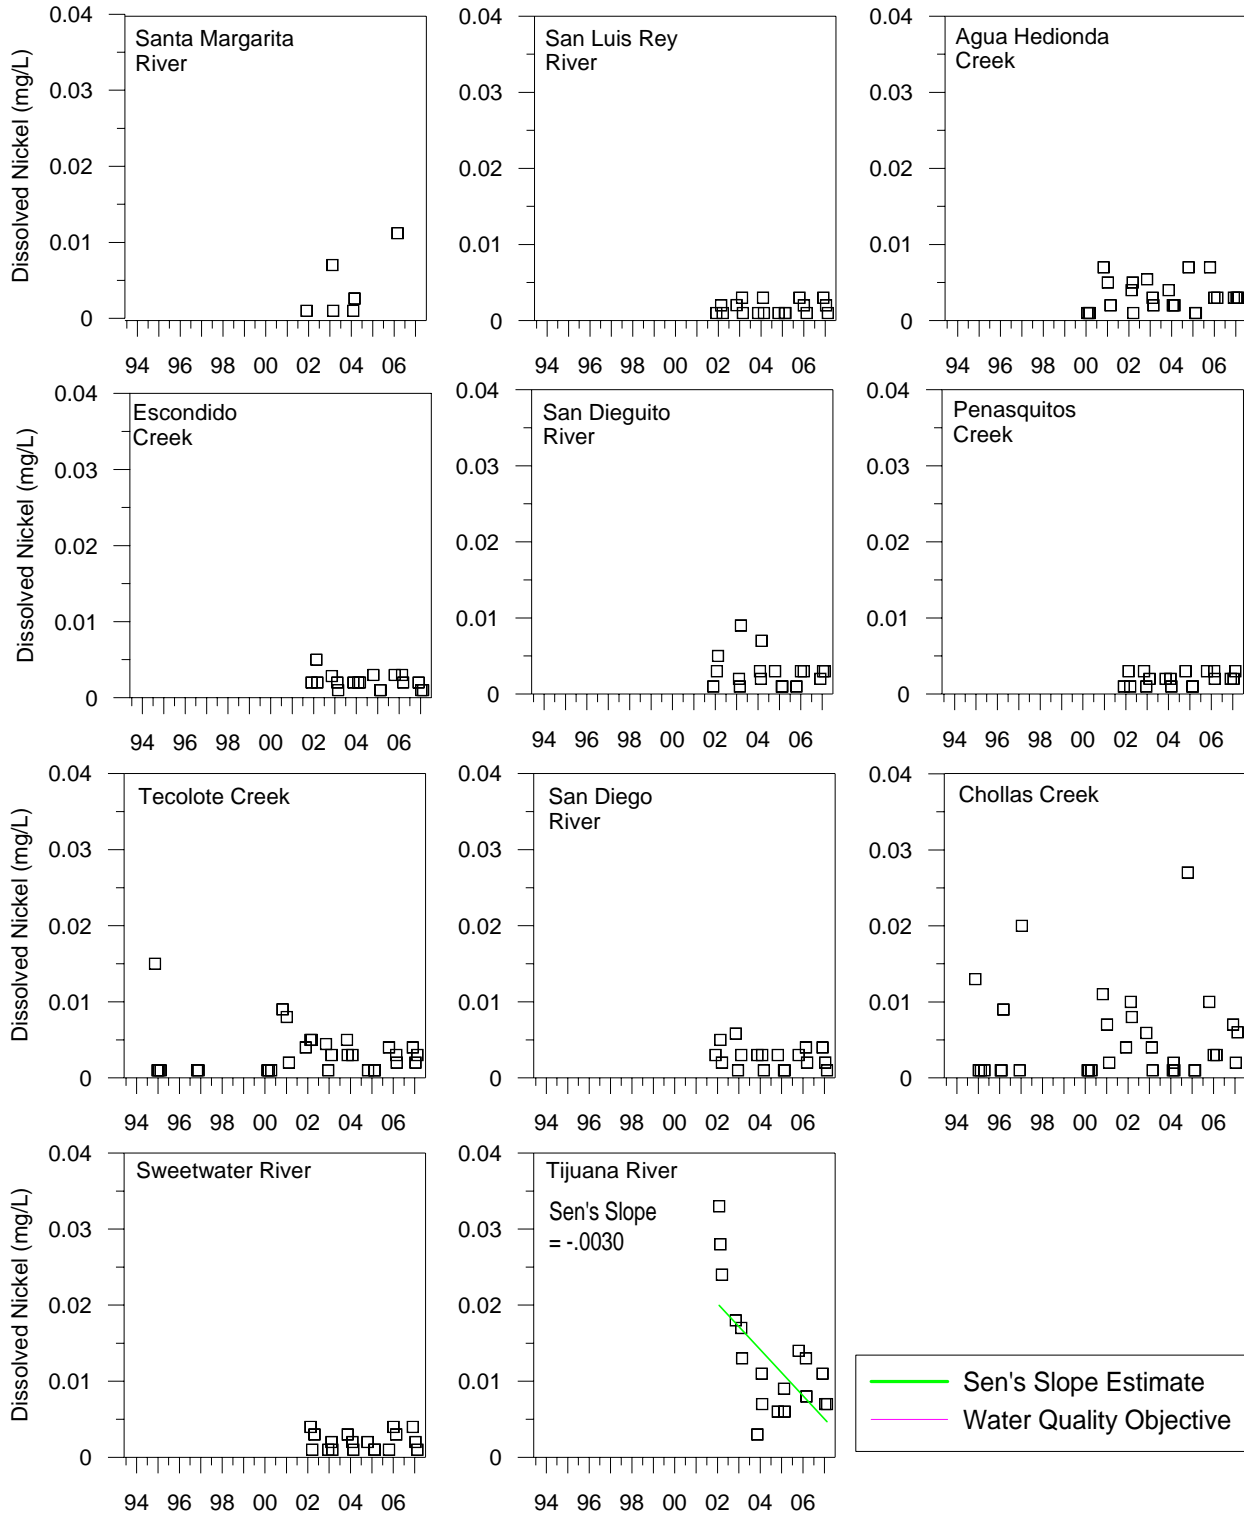 0.04
0.03
0.02
0.01
0
Dissolved Nickel (mg/L)
Santa Margarita
River
94 96 98 00 02 04 06
0.04
0.03
0.02
0.01
0
San Luis Rey
River
94 96 98 00 02 04 06
0.04
0.03
0.02
0.01
0
Agua Hedionda
Creek
94 96 98 00 02 04 06
0.04
0.03
0.02
0.01
0
Dissolved Nickel (mg/L)
Escondido
Creek
94 96 98 00 02 04 06
0.04
0.03
0.02
0.01
0
San Dieguito
River
94 96 98 00 02 04 06
0.04
0.03
0.02
0.01
0
Penasquitos
Creek
94 96 98 00 02 04 06
0.04
0.03
0.02
0.01
0
Dissolved Nickel (mg/L)
Tecolote Creek
94 96 98 00 02 04 06
0.04
0.03
0.02
0.01
0
San Diego
River
94 96 98 00 02 04 06
0.04
0.03
0.02
0.01
0
Chollas Creek
94 96 98 00 02 04 06
0.04
0.03
0.02
0.01
0
Dissolved Nickel (mg/L)
Sweetwater River
94 96 98 00 02 04 06
0.04
0.03
0.02
0.01
0
Tijuana River
Sen's Slope
= -.0030
94 96 98 00 02 04 06
Sen's Slope Estimate
Water Quality Objective